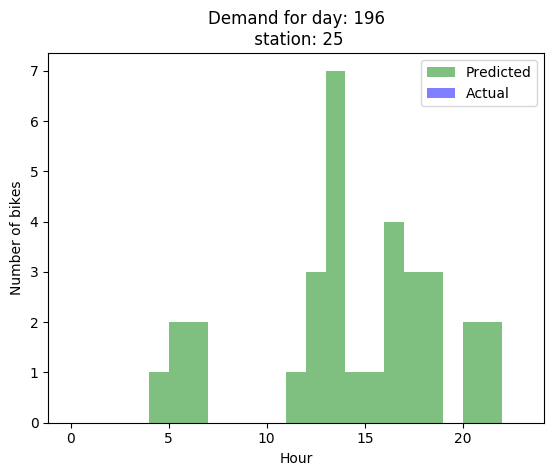 Demand for day: 196
station: 25
Predicted
Actual
7
6
5
4
3
2
1
0
Number of bikes
0 5 10 15 20
Hour